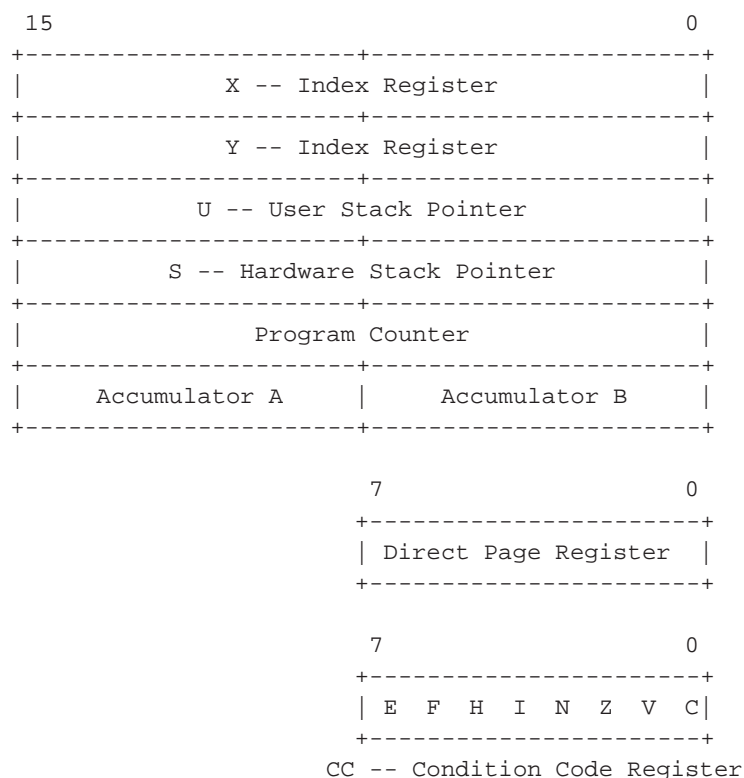 15 0
+-----------------------+-----------------------+
| X -- Index Register |
+-----------------------+-----------------------+
| Y -- Index Register |
+-----------------------+-----------------------+
| U -- User Stack Pointer |
+-----------------------+-----------------------+
| S -- Hardware Stack Pointer |
+-----------------------+-----------------------+
| Program Counter |
+-----------------------+-----------------------+
| Accumulator A | Accumulator B |
+-----------------------+-----------------------+
7 0
+-----------------------+
| Direct Page Register |
+-----------------------+
7 0
+-----------------------+
| E F H I N Z V C|
+-----------------------+
CC -- Condition Code Register